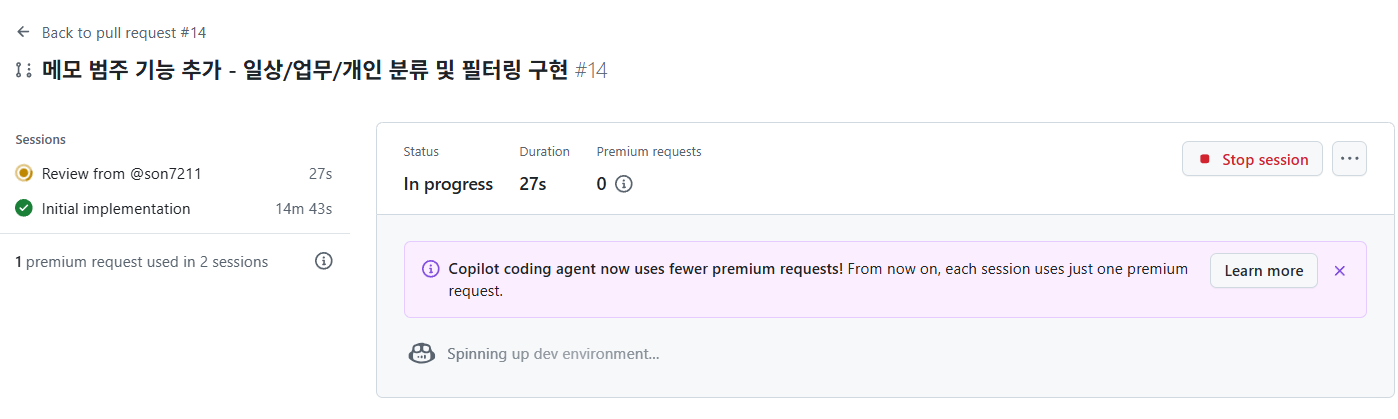 Back to pull request #14
메모 범주 기능 추가 - 일상/업무/개인 분류 및 필터링 구현 #14
Sessions
Review from @son7211 27s
Initial implementation 14m 43s
1 premium request used in 2 sessions
Status Duration Premium requests
In progress 27s 0
Stop session
Copilot coding agent now uses fewer premium requests! From now on, each session uses just one premium
request.
Learn more
Spinning up dev environment...